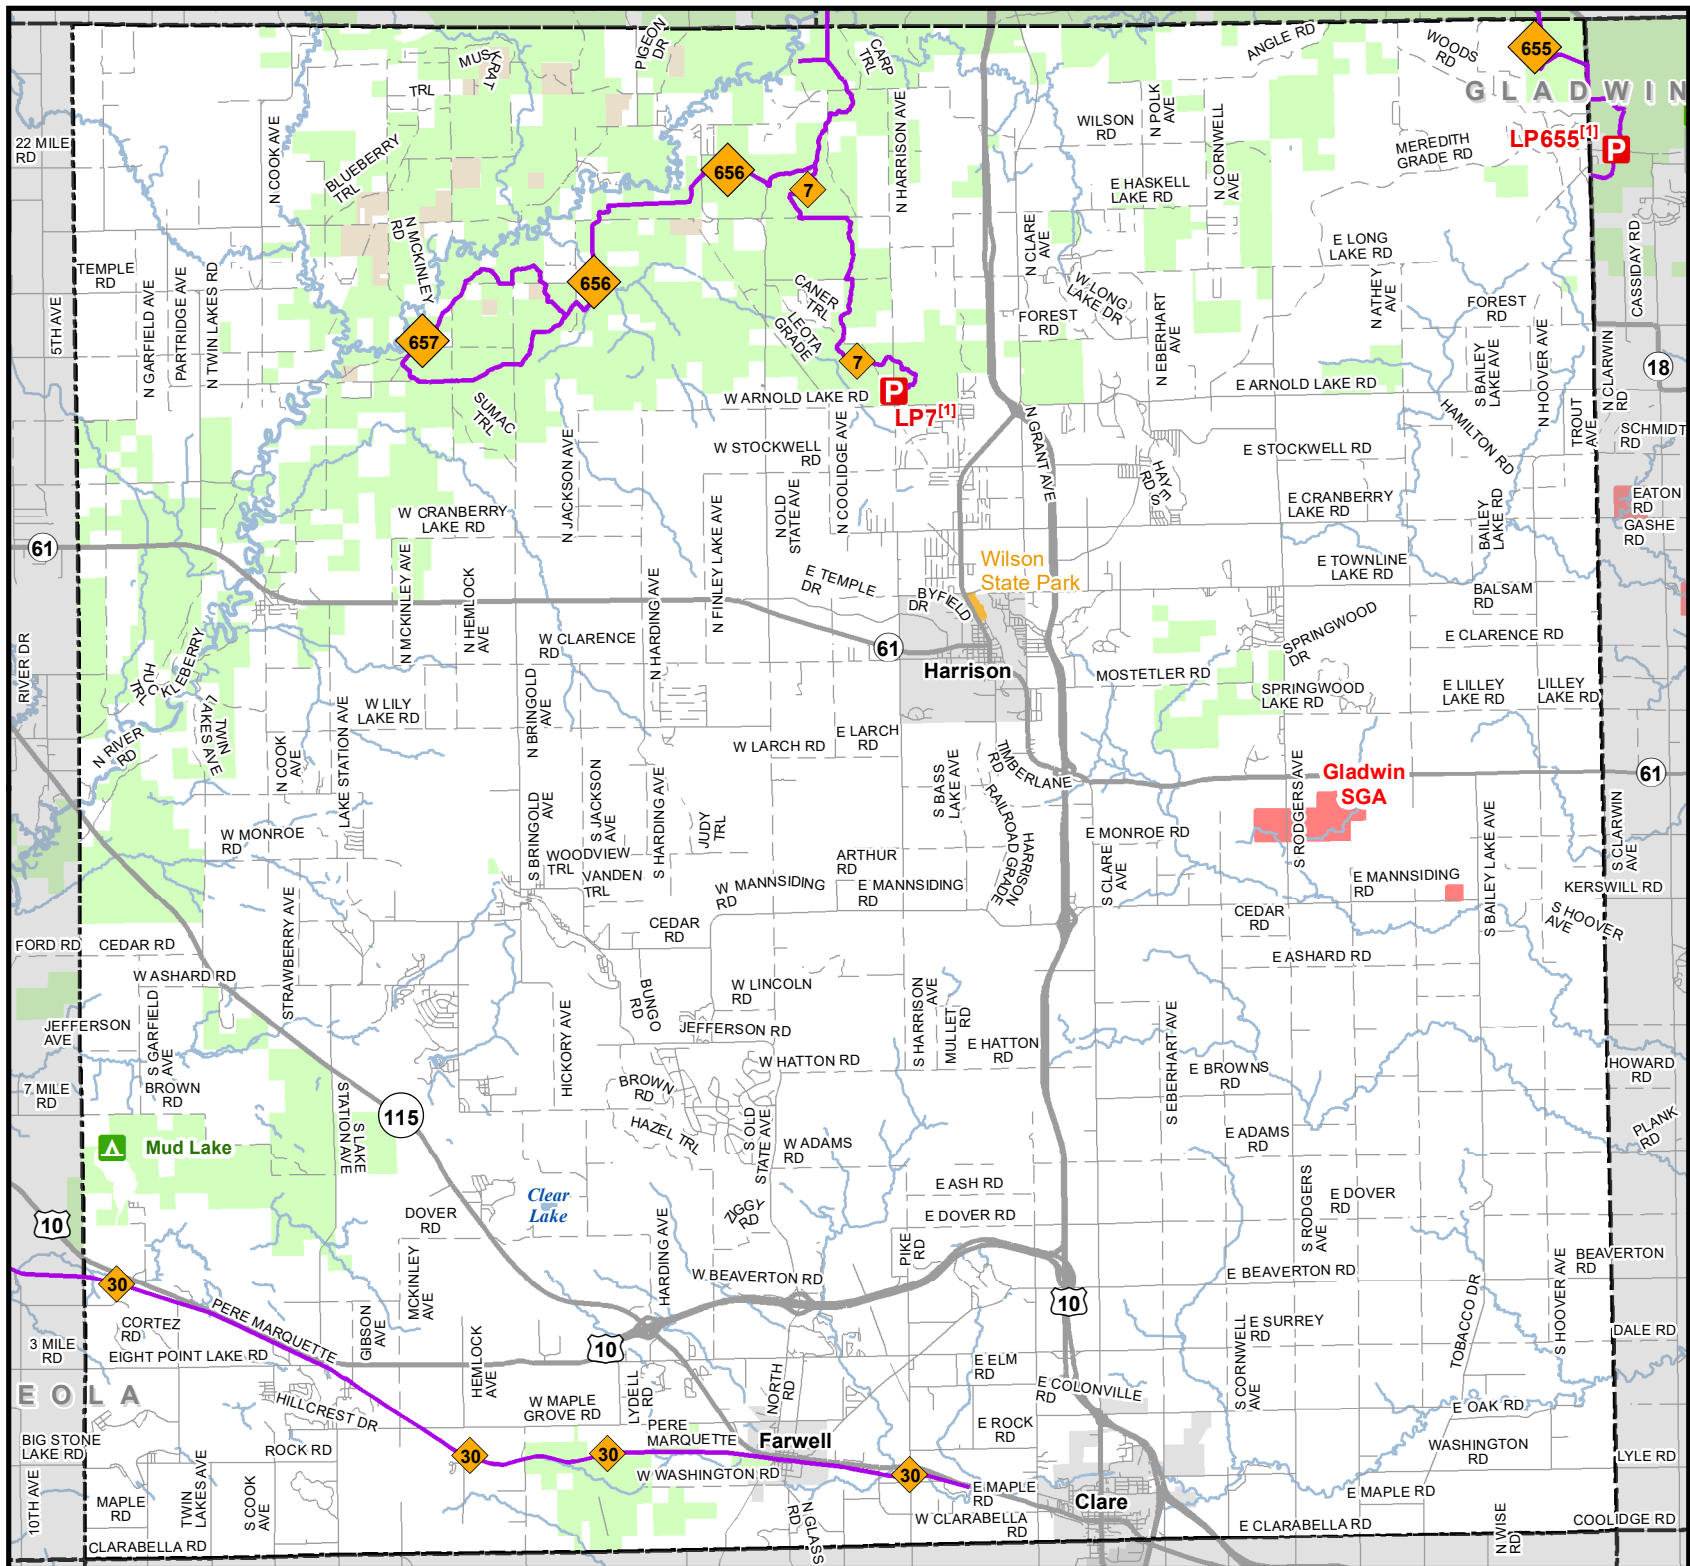 PIGEON
DR
MUSKRAT
TRL
CARP
TRL
ANGLE RD
WOODS
RD
655
GLADWIN
22 MILE
RD
N COOK AVE
BLUEBERRY
TRL
N HARRISON AVE
WILSON
RD
N POLK
AVE
N CORNWELL
AVE
MEREDITH
GRADE RD
LP655[1]
P
656
7
E HASKELL
LAKE RD
N MCKINLEY
RD
N CLARE
AVE
E LONG
LAKE RD
CASSIDAY RD
TEMPLE
RD
5TH AVE
N GARFIELD AVE
PARTRIDGE AVE
N TWIN LAKES RD
656
657
CANER
TRL
LEOTA
GRADE
7
W LONG
LAKE DR
FOREST
RD
N EBERHART
AVE
N ATHEY
AVE
FOREST
RD
S BAILEY
LAKE AVE
N HOOVER AVE
N CLARWIN
RD
18
P
LP7[1]
W ARNOLD LAKE RD
E ARNOLD LAKE RD
SUMAC
TRL
N GRANT AVE
HAMILTON RD
TROUT
AVE
SCHMIDT
RD
W STOCKWELL
RD
N COOLIDGE AVE
E STOCKWELL RD
HAYES
RD
N JACKSON AVE
W CRANBERRY
LAKE RD
N FINLEY LAKE AVE
N OLD
STATE AVE
E CRANBERRY
LAKE RD
BAILEY
LAKE RD
EATON
RD
GASHE
RD
61
N MCKINLEY AVE
N HEMLOCK
AVE
N HARDING AVE
E TEMPLE
DR
BYFIELD
DR
Wilson
State Park
E TOWNLINE
LAKE RD
BALSAM
RD
W CLARENCE
RD
61
Harrison
SPRINGWOOD
DR
E CLARENCE RD
RIVER DR
HUCKLEBERRY
TRL
MOSTETLER RD
SPRINGWOOD
LAKE RD
E LILLEY
LAKE RD
LILLEY
LAKE RD
W LILY
LAKE RD
N BRINGOLD
AVE
N RIVER
RD
TWIN
LAKES AVE
N COOK
AVE
LAKE STATION AVE
W LARCH RD
E LARCH
RD
S BASS
LAKE AVE
TIMBERLANE
RD
Gladwin
SGA
61
W MONROE
RD
S BRINGOLD
AVE
S JACKSON
AVE
S HARDING AVE
JUDY
TRL
RAILROAD GRADE
HARRISON
E MONROE RD
S CLARE
AVE
S RODGERS AVE
S BAILEY LAKE AVE
S CLARWIN
AVE
WOODVIEW
TRL
VANDEN
TRL
ARTHUR
RD
W MANNSIDING
RD
E MANNSIDING
RD
E MANNSIDING
RD
KERSWILL RD
STRAWBERRY AVE
CEDAR
RD
CEDAR
RD
S HOOVER
AVE
FORD RD
CEDAR RD
W ASHARD RD
E ASHARD RD
W LINCOLN
RD
BUNGO
RD
S HARRISON
AVE
MULLET
RD
JEFFERSON
AVE
S GARFIELD
AVE
HICKORY AVE
JEFFERSON RD
W HATTON RD
E HATTON
RD
S EBERHART AVE
E BROWNS
RD
HOWARD
RD
7 MILE
RD
BROWN
RD
BROWN
RD
115
S LAKE
STATION AVE
HAZEL TRL
S OLD
STATE AVE
W ADAMS
RD
E ADAMS
RD
PLANK
RD
Mud Lake
Clear
Lake
E ASH RD
E DOVER RD
S RODGERS
AVE
E DOVER
RD
10
DOVER
RD
ZIGGY
RD
PIKE
RD
30
MCKINLEY
AVE
HARDING AVE
W BEAVERTON RD
E BEAVERTON RD
BEAVERTON
RD
10
CORTEZ
RD
PERE MARQUETTE
GIBSON
AVE
E SURREY
RD
TOBACCO DR
S HOOVER AVE
DALE RD
3 MILE
RD
EIGHT POINT LAKE RD
HEMLOCK
AVE
10
E ELM
RD
E COLONVILLE
RD
S CORNWELL
AVE
EOLA
HILLCREST DR
W MAPLE
GROVE RD
LYDELL
RD
NORTH
RD
E OAK RD
BIG STONE
LAKE RD
ROCK RD
PERE
MARQUETTE
Farwell
E ROCK
RD
WASHINGTON
RD
LYLE RD
30
30
30
W WASHINGTON RD
10TH AVE
MAPLE
RD
TWIN
LAKES AVE
S COOK
AVE
N GLASS
RD
E MAPLE
RD
Clare
E MAPLE RD
W CLARABELLA
RD
E CLARABELLA RD
N WISE
RD
COOLIDGE RD
CLARABELLA RD